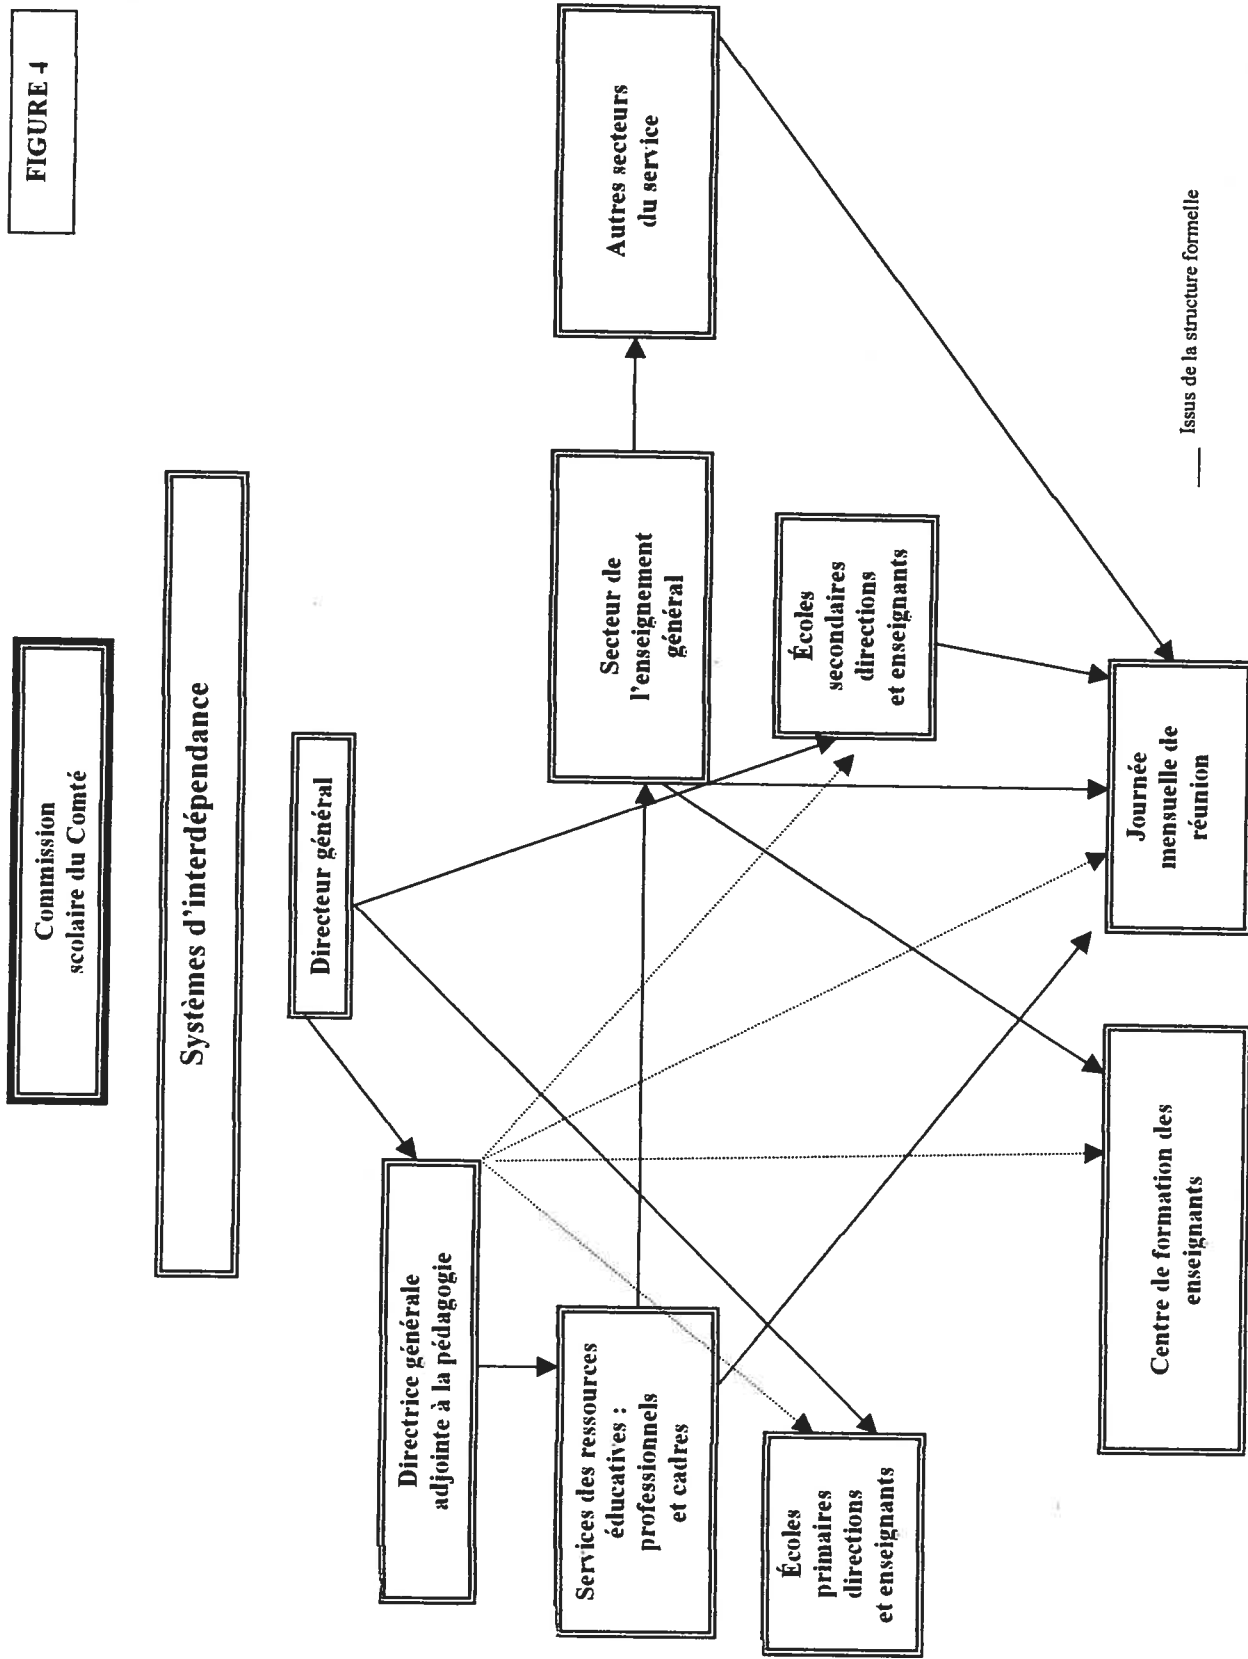 FIGURE 4
Commission
scolaire du Comté
Systèmes d'interdépendance
Directeur général
Directrice générale
adjointe à la pédagogie
Services des ressources
éducatives :
professionnels
et cadres
Secteur de
l'enseignement
général
Autres secteurs
du service
Écoles
primaires
directions
et enseignants
Écoles
secondaires
directions
et enseignants
Centre de formation des
enseignants
Journée
mensuelle de
réunion
Issus de la structure formelle